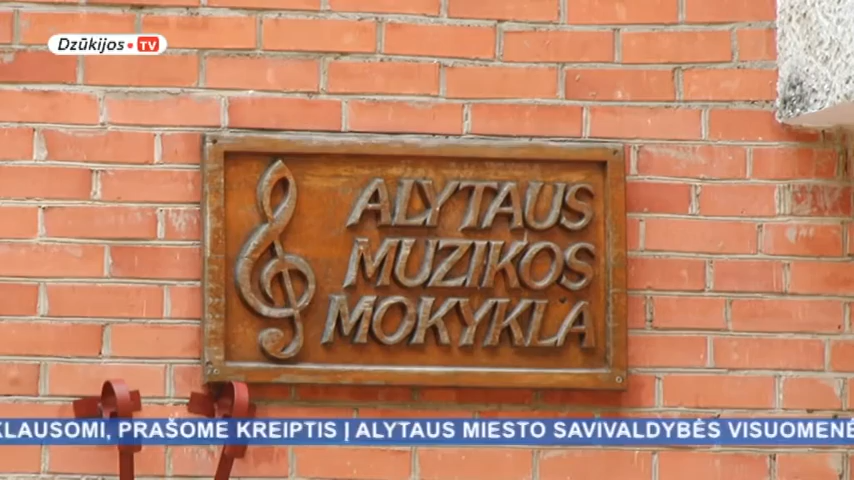 Dzūkijos TV
ALYTAUS
MUZIKOS
MOKYKLA
KLAUSOMI, PRAŠOME KREIPTIS Į ALYTAUS MIESTO SAVIVALDYBĖS VISUOMENĖ